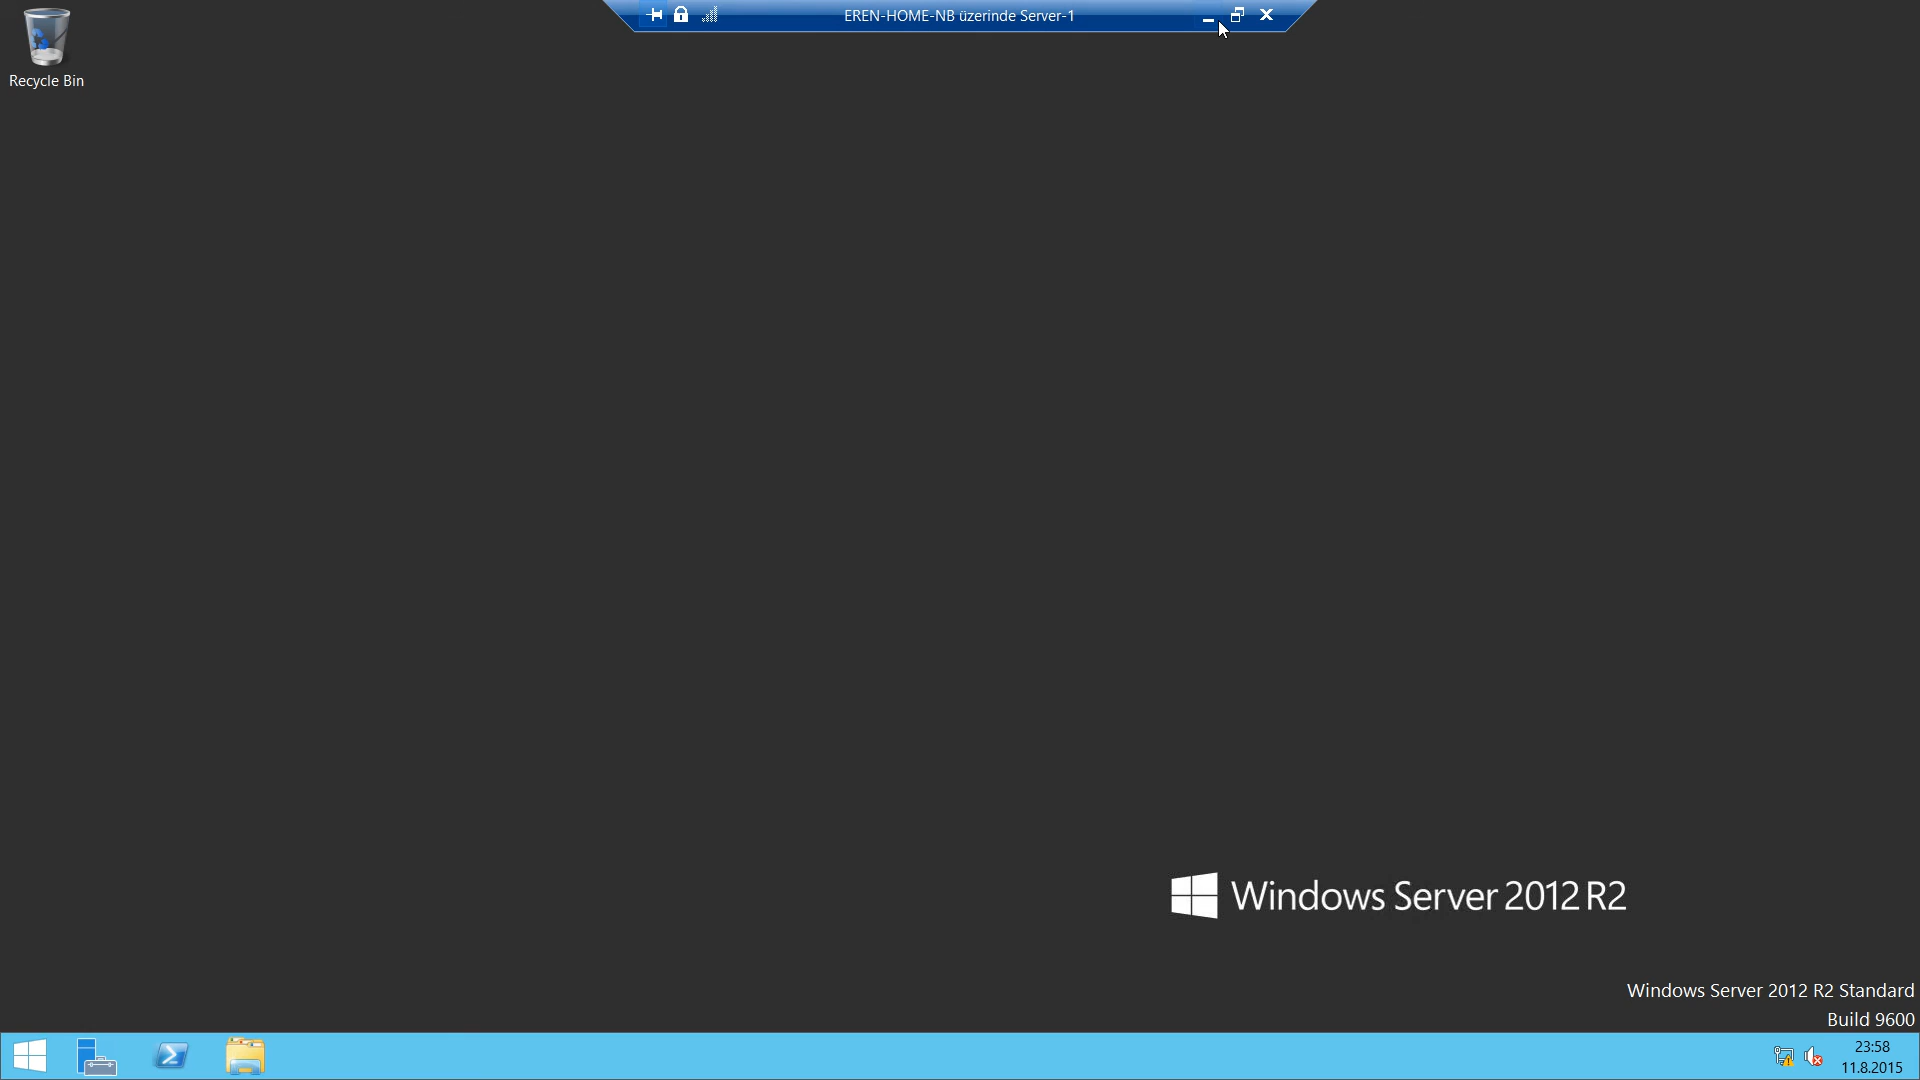 EREN-HOME-NB üzerinde Server-1
Recycle Bin
Windows Server 2012 R2
Windows Server 2012 R2 Standard
Build 9600
23:58
11.8.2015